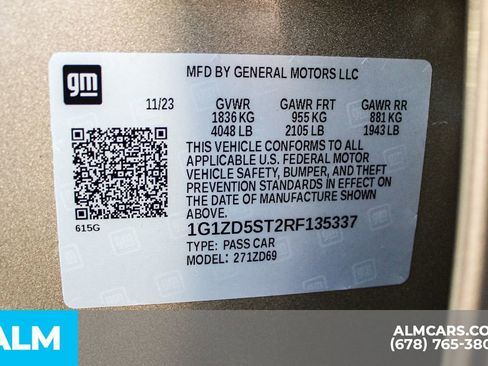 gm
MFD BY GENERAL MOTORS LLC
11/23 GVWR GAWR FRT GAWR RR
1836 KG 955 KG 881 KG
4048 LB 2105 LB 1943 LB
THIS VEHICLE CONFORMS TO ALL
APPLICABLE U.S. FEDERAL MOTOR
VEHICLE SAFETY, BUMPER, AND THEFT
PREVENTION STANDARDS IN EFFECT ON
THE DATE OF MANUFACTURE SHOWN
ABOVE.
615G
1G1ZD5ST2RF135337
TYPE: PASS CAR
MODEL: 271ZD69
ALM
ALMCARS.CO
(678) 765-380